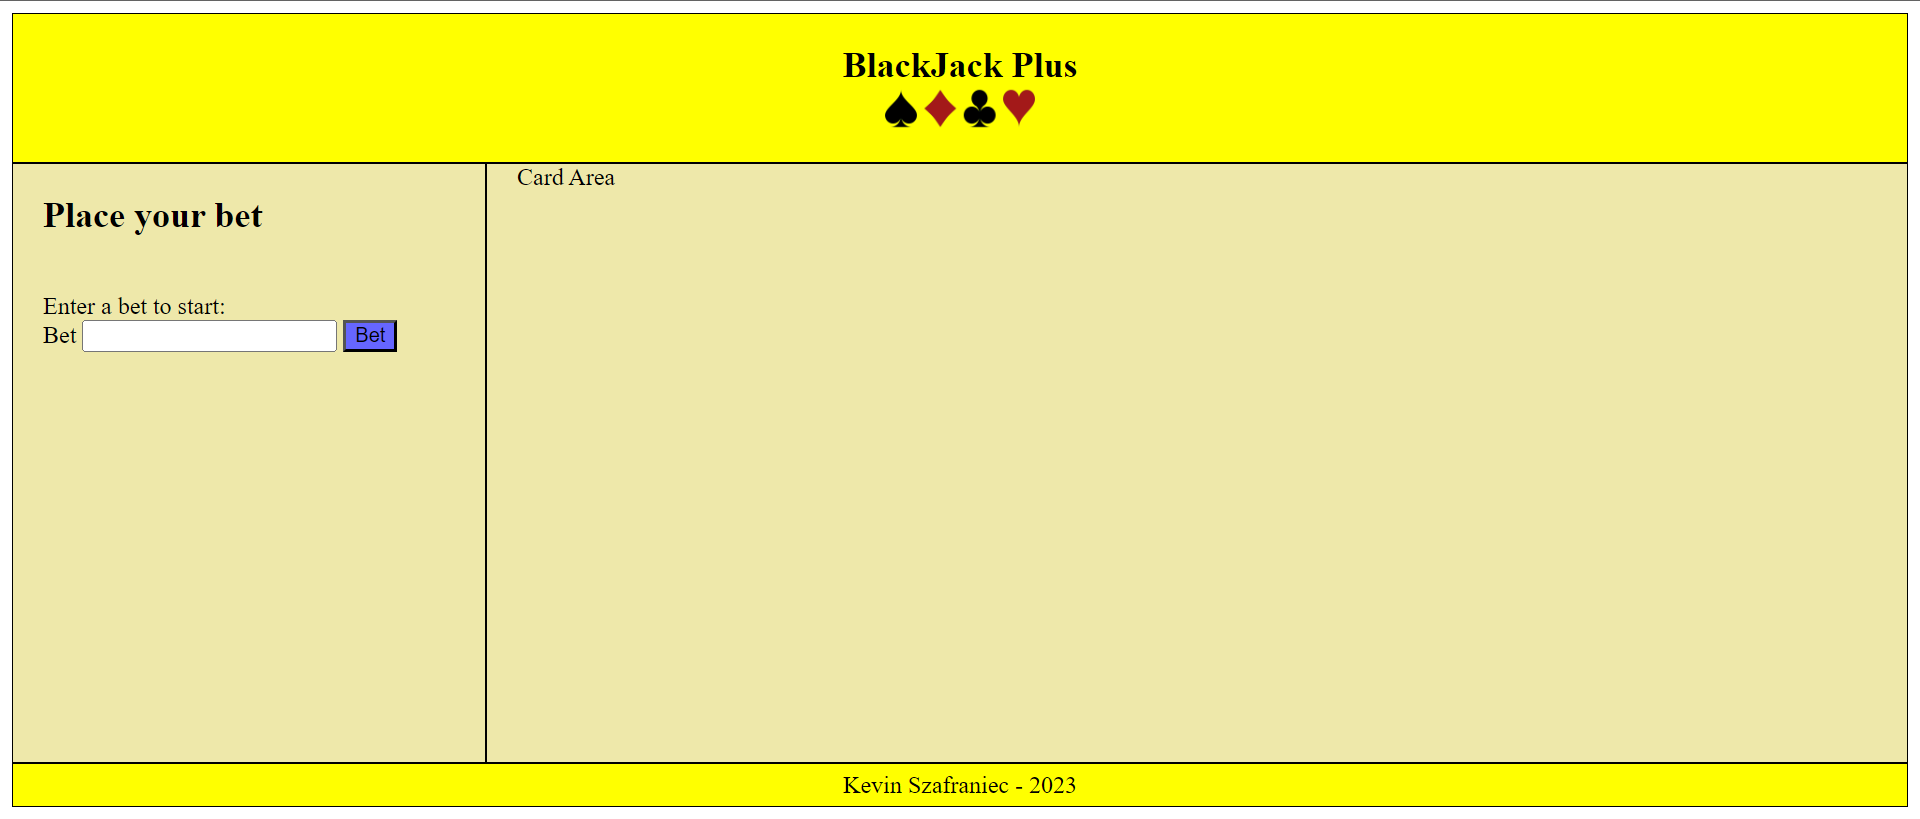 BlackJack Plus
♠♦♣♥
Place your bet
Enter a bet to start:
Bet Bet
Card Area
Kevin Szafraniec - 2023